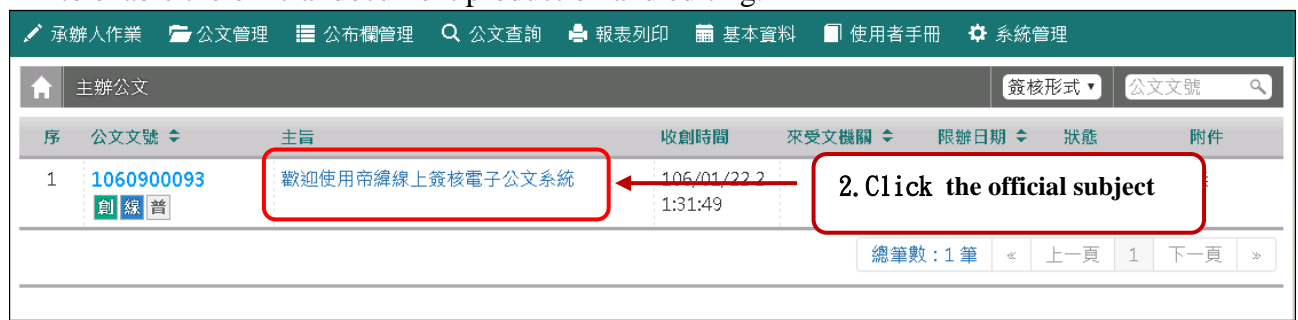 承辦人作業 公文管理 公布欄管理 公文查詢 報表列印 基本資料 使用者手冊 系統管理
主辦公文 簽核形式 公文文號
序 公文文號 主旨 收創時間 來受文機關 限辦日期 狀態 附件
1 1060900093 歡迎使用帝緯線上簽核電子公文系統 106/01/22 2
創 線 普 1:31:49
2.Click the official subject
總筆數：1 筆 « 上一頁 1 下一頁 »